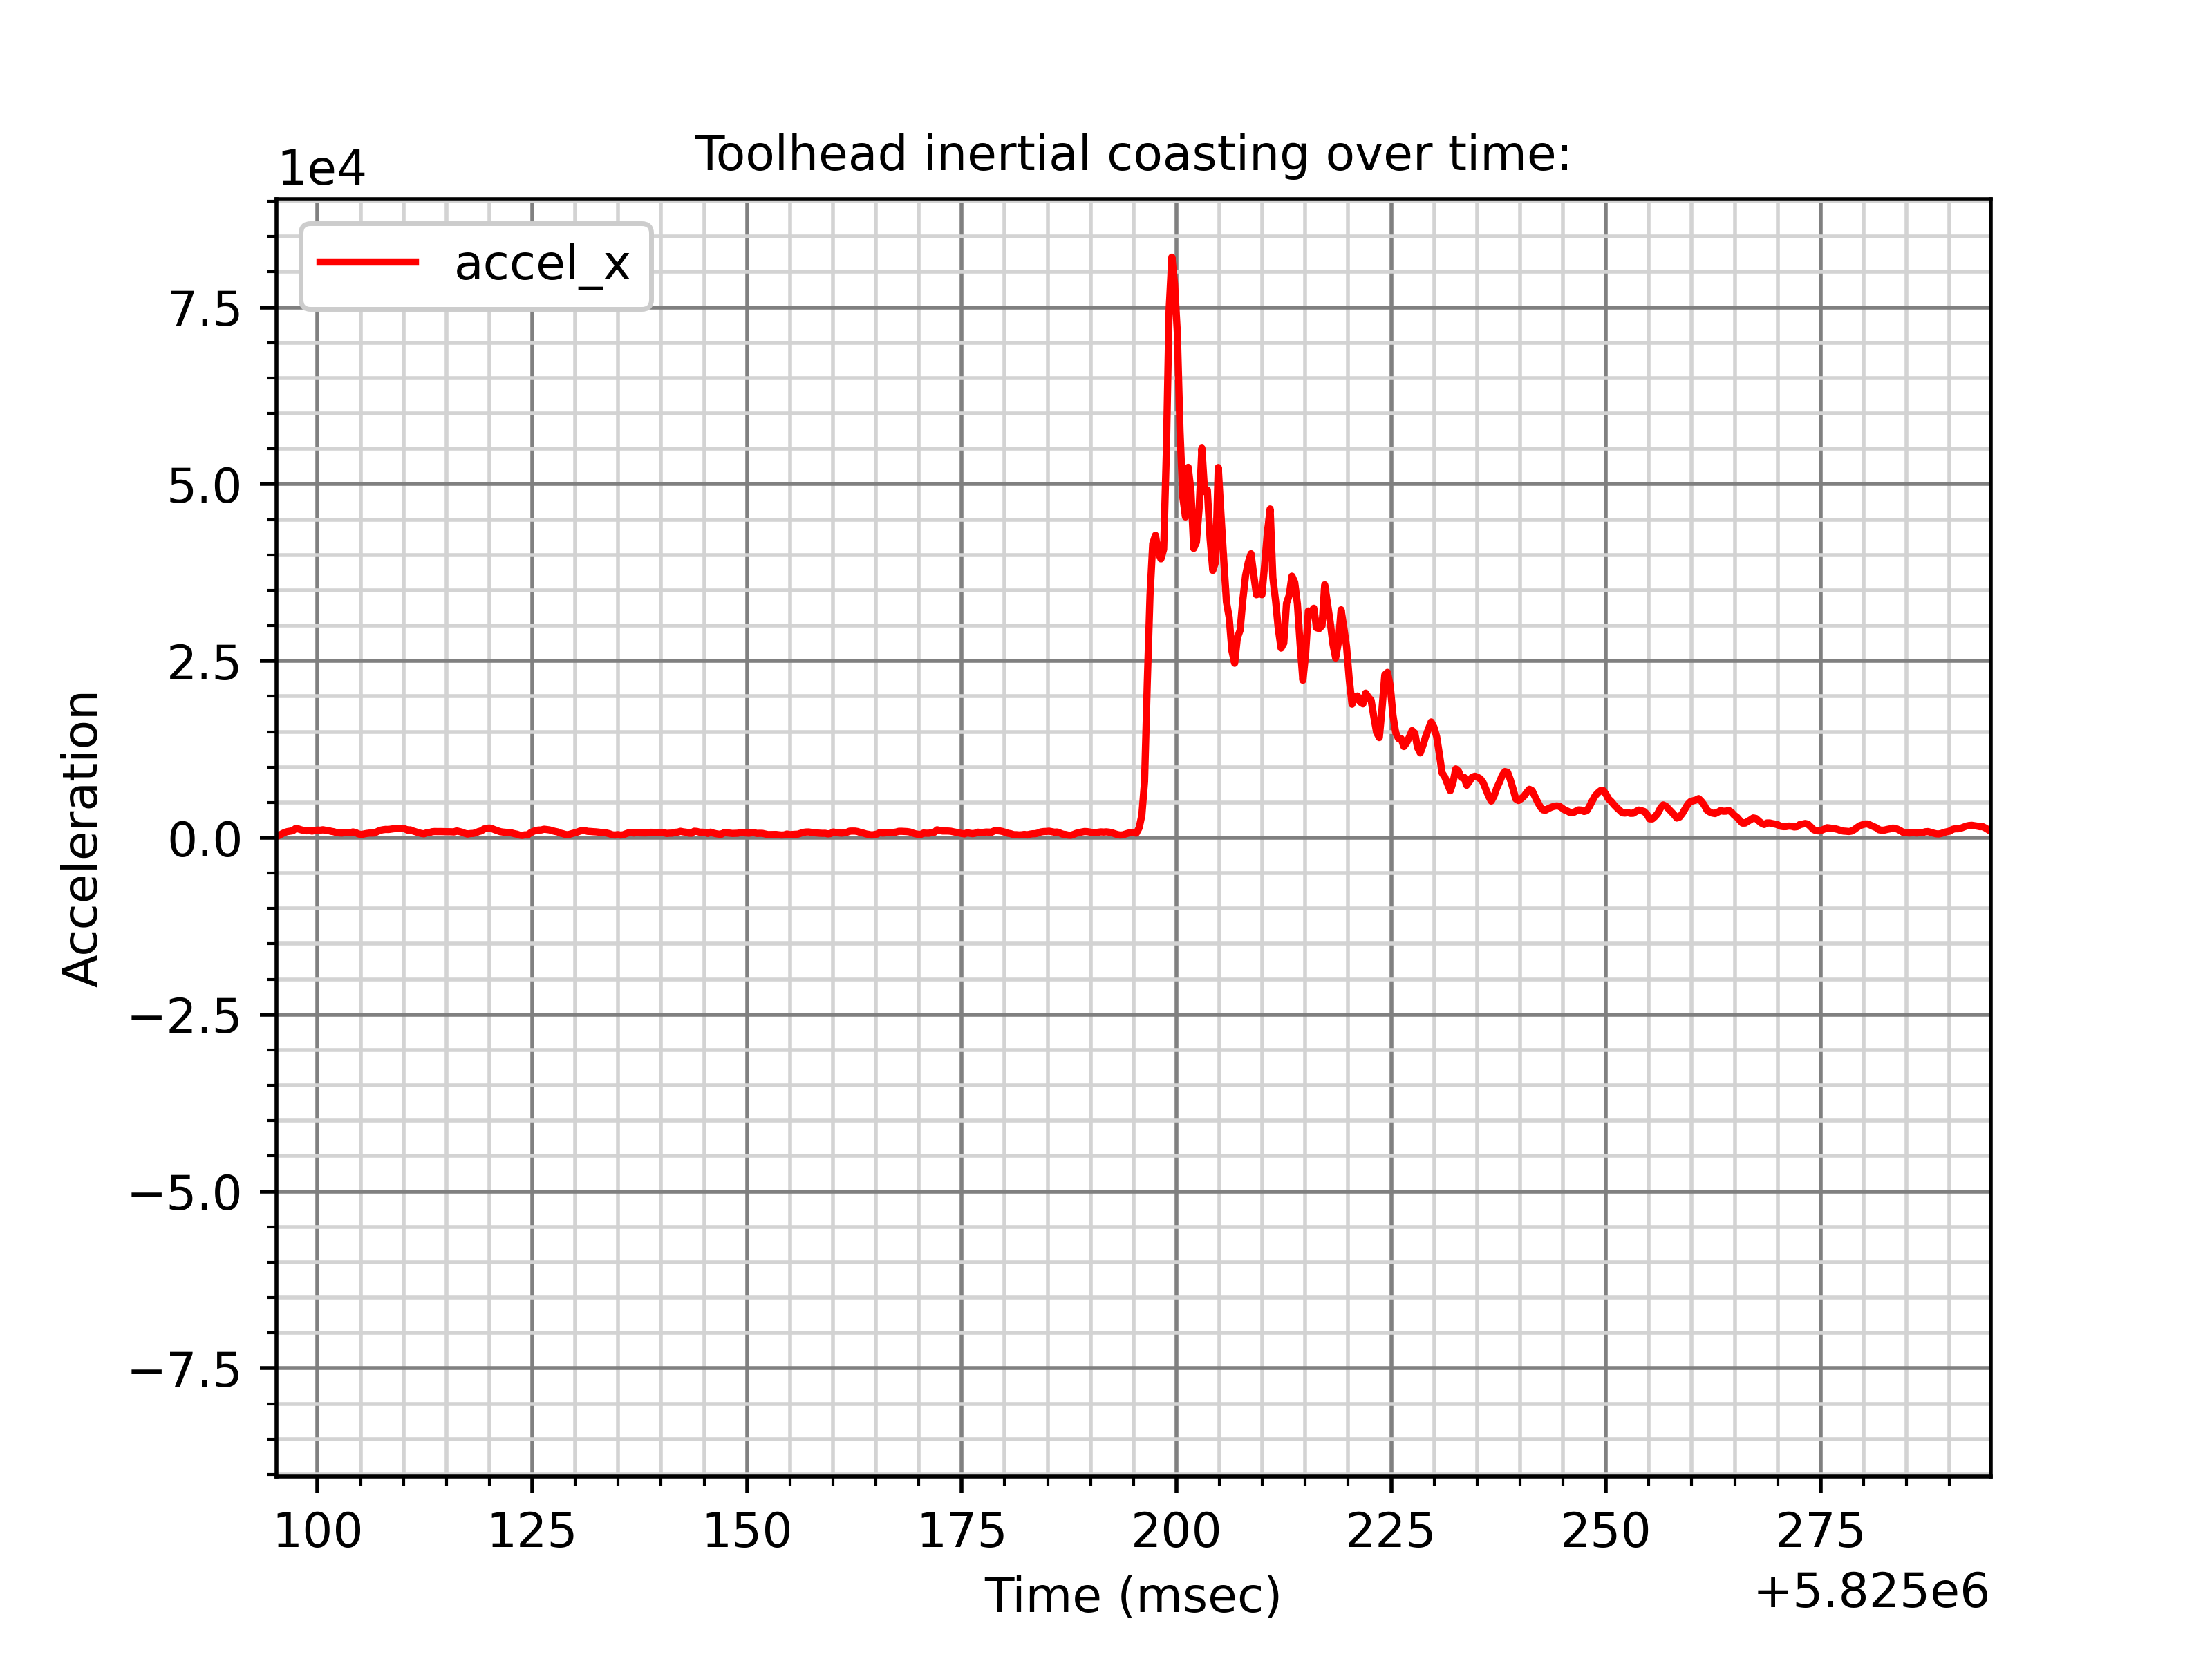 Toolhead inertial coasting over time:
1e4
accel_x
7.5
5.0
2.5
0.0
−2.5
−5.0
−7.5
Acceleration
100 125 150 175 200 225 250 275
Time (msec)
+5.825e6